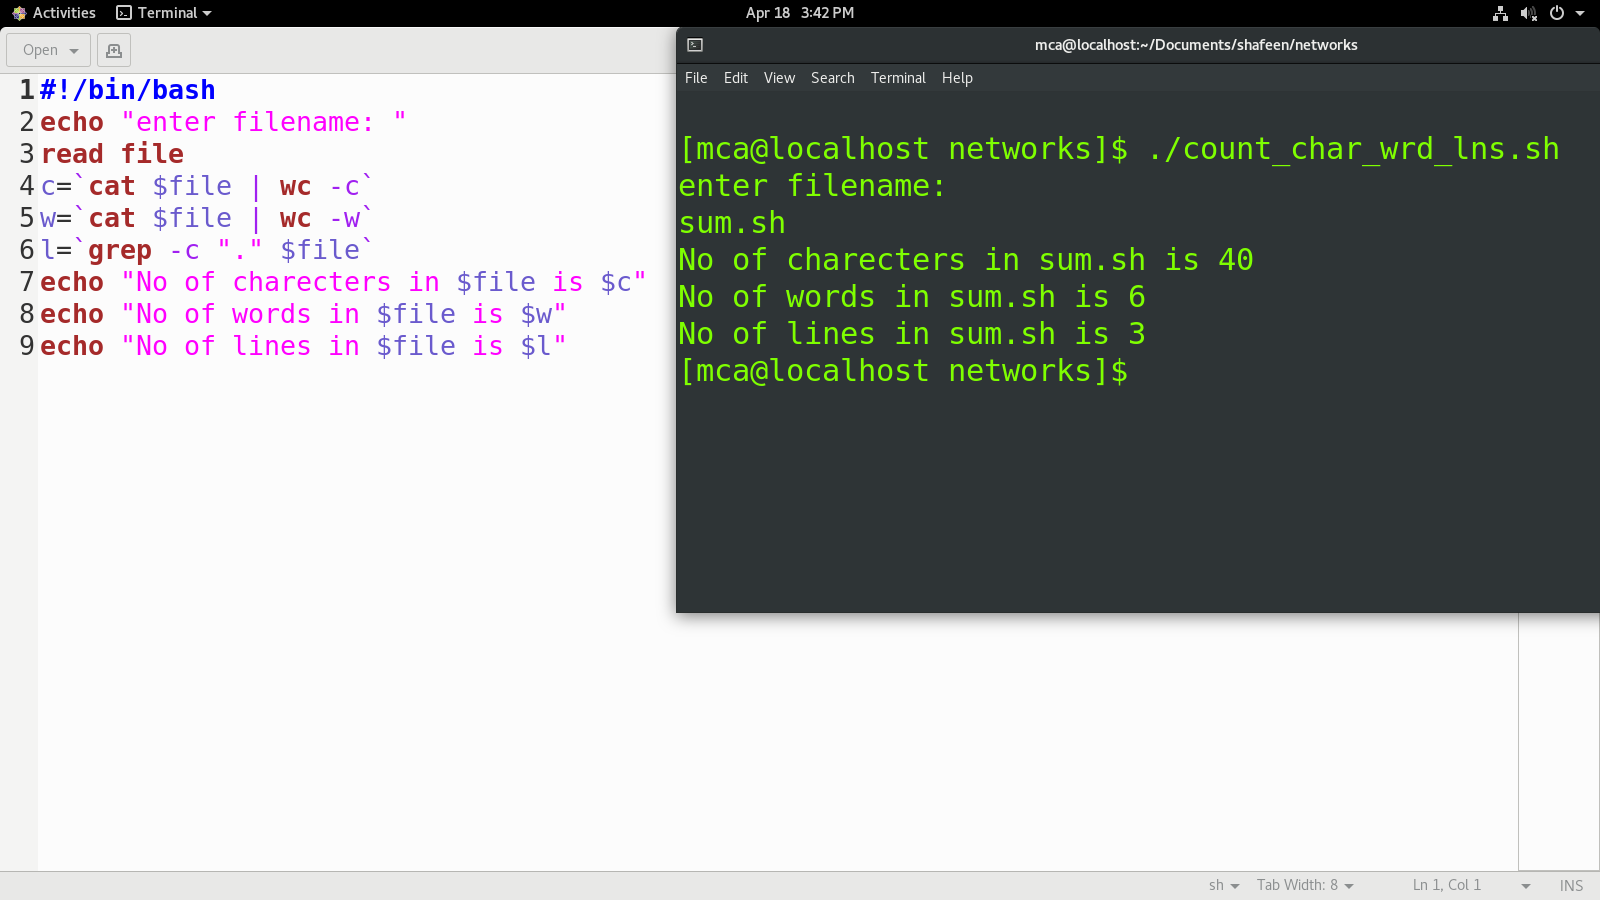 Activities Terminal Apr 18 3:42 PM
Open
1 #!/bin/bash
2 echo "enter filename: "
3 read file
4 c=`cat $file | wc -c`
5 w=`cat $file | wc -w`
6 l=`grep -c "." $file`
7 echo "No of charecters in $file is $c"
8 echo "No of words in $file is $w"
9 echo "No of lines in $file is $l"
mca@localhost:~/Documents/shafeen/networks
File Edit View Search Terminal Help
[mca@localhost networks]$ ./count_char_wrd_lns.sh
enter filename:
sum.sh
No of charecters in sum.sh is 40
No of words in sum.sh is 6
No of lines in sum.sh is 3
[mca@localhost networks]$
sh Tab Width: 8 Ln 1, Col 1 INS